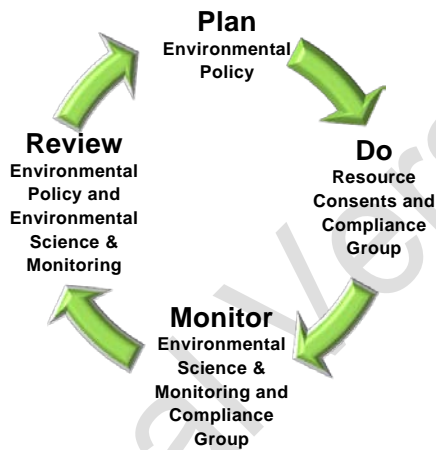 Plan
Environmental
Policy
Do
Resource
Consents and
Compliance
Group
Monitor
Environmental
Science &
Monitoring and
Compliance
Group
Review
Environmental
Policy and
Environmental
Science &
Monitoring